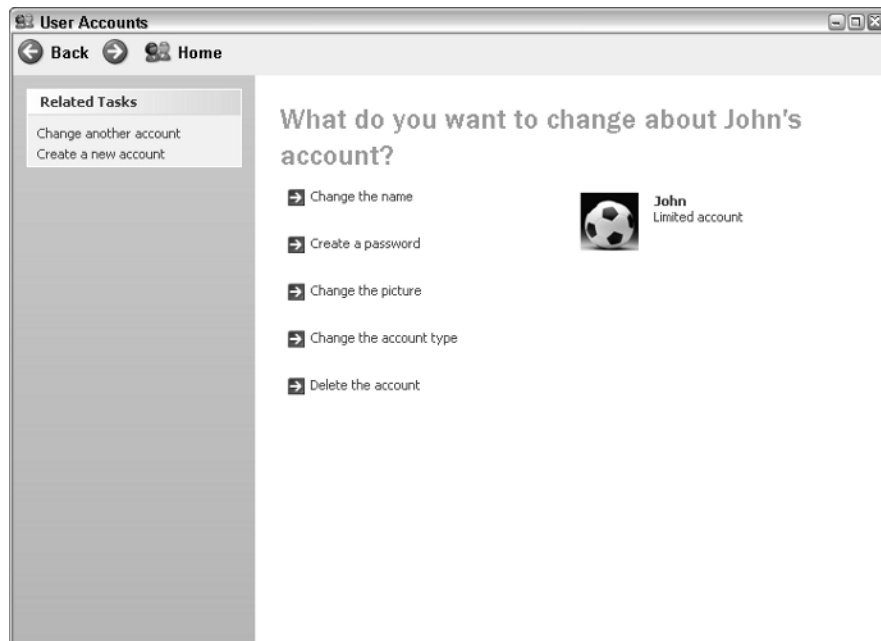 User Accounts
Back Home
Related Tasks
Change another account
Create a new account
What do you want to change about John's
account?
Change the name
Create a password
Change the picture
Change the account type
Delete the account
John
Limited account